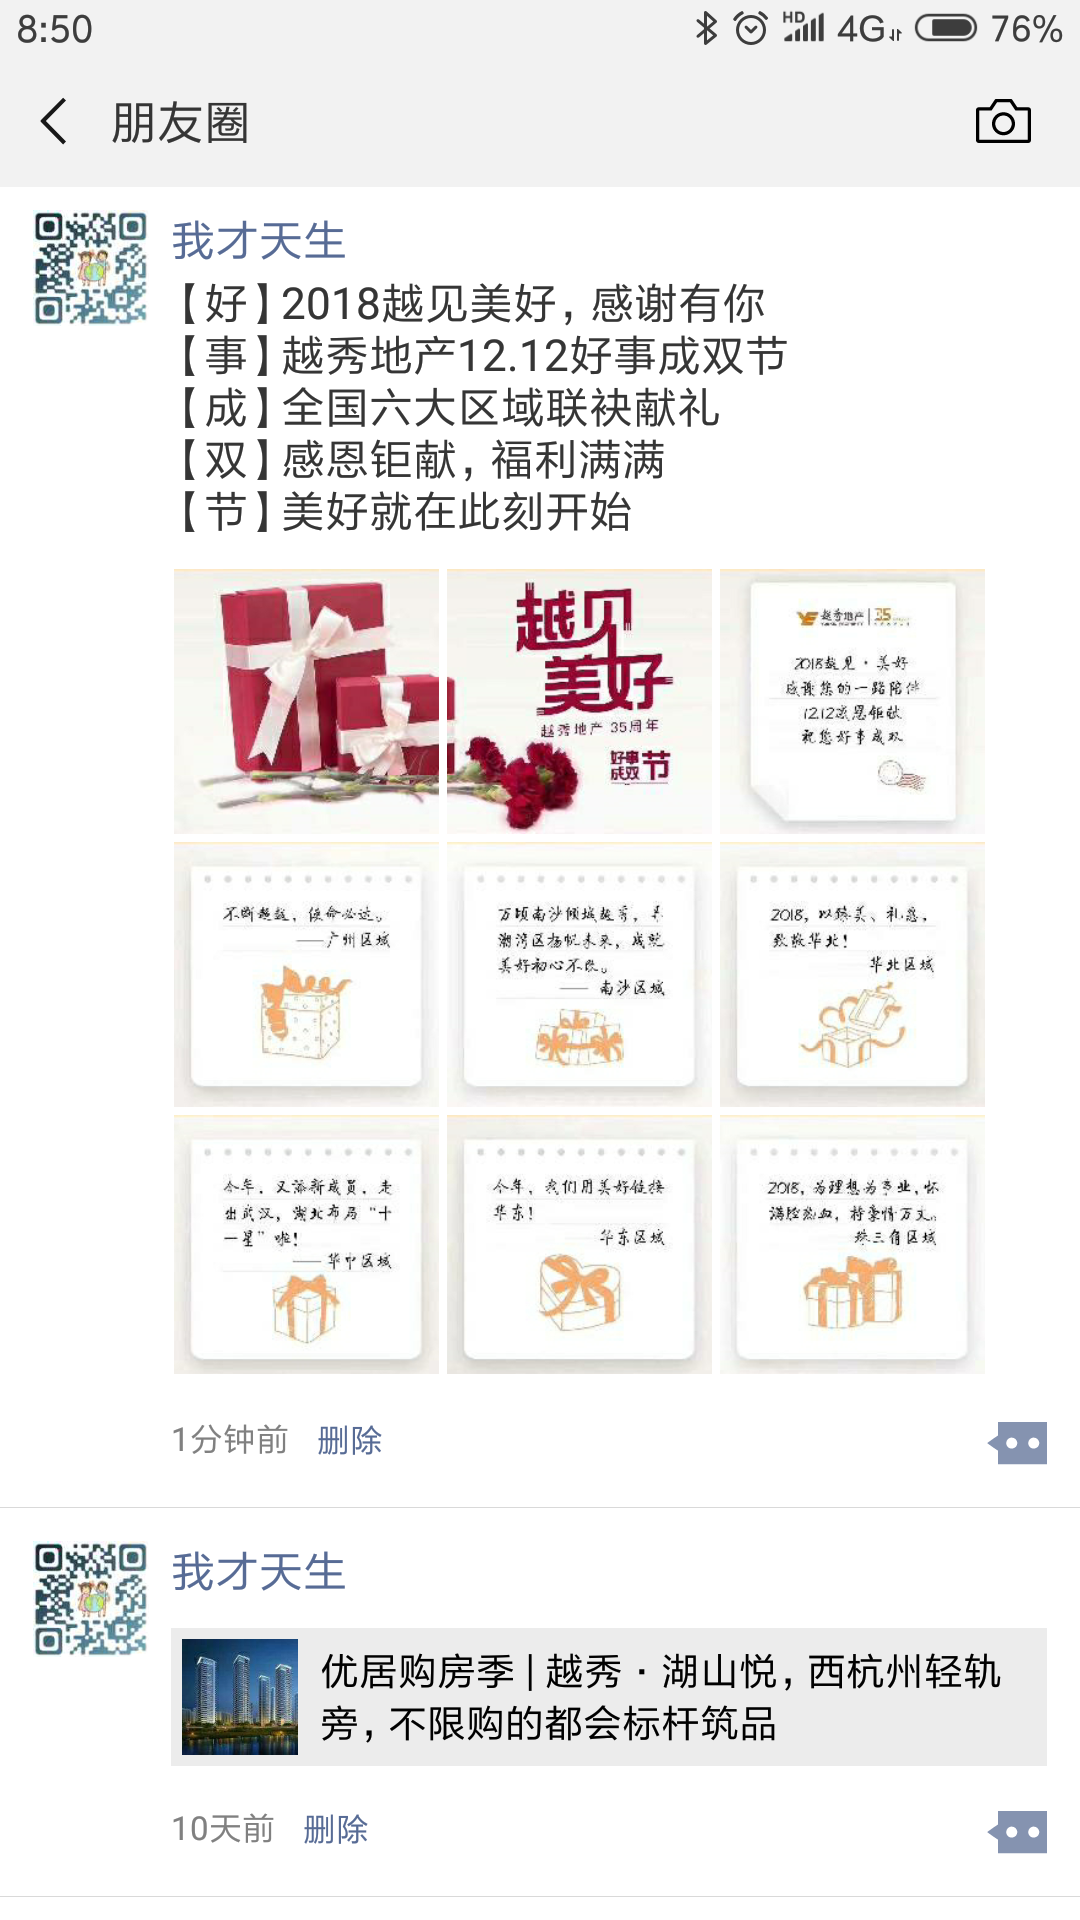 8:50
HD 4G 76%
朋友圈
我才天生
【好】2018越见美好，感谢有你
【事】越秀地产12.12好事成双节
【成】全国六大区域联袂献礼
【双】感恩钜献，福利满满
【节】美好就在此刻开始
越见
美好
越秀地产 35周年
好事
成双 节
越秀地产 35
2018越见·美好
感谢您的一路陪伴
12.12感恩钜献
祝您好事成双
不断超越，使命必达。
——广州区域
万顷南沙倾城越秀，
湾区扬帆未来，成就
美好初心不改。
—— 南沙区域
2018，以臻美、礼意，
致敬华北！
华北区域
今年，又添新成员，走
出武汉，湖北布局“十
一星”啦！
—— 华中区域
今年，我们用美好链接
华东！
华东区域
2018，为理想为事业，怀
满腔热血，持豪情万丈。
珠三角区域
1分钟前 删除
我才天生
优居购房季 | 越秀·湖山悦，西杭州轻轨
旁，不限购的都会标杆筑品
10天前 删除